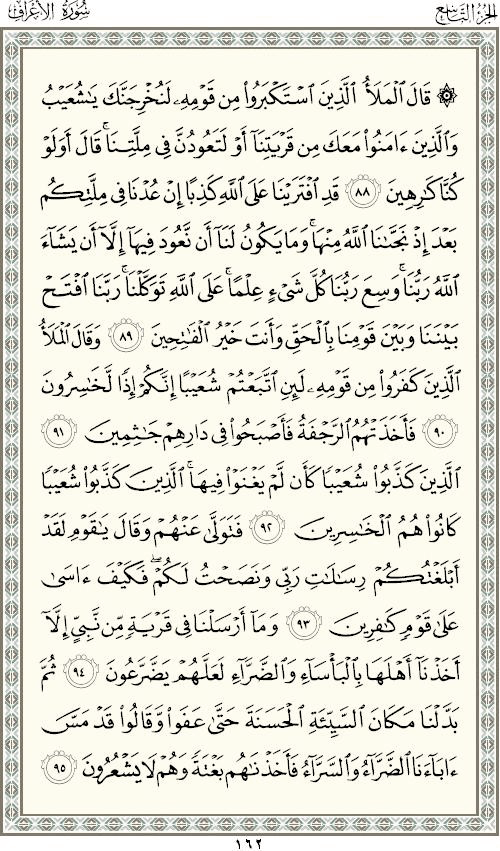 الجزء التاسع سورة الأعراف
۞ قَالَ ٱلۡمَلَأُ ٱلَّذِينَ ٱسۡتَكۡبَرُواْ مِن قَوۡمِهِۦ لَنُخۡرِجَنَّكَ يَٰشُعَيۡبُ
وَٱلَّذِينَ ءَامَنُواْ مَعَكَ مِن قَرۡيَتِنَآ أَوۡ لَتَعُودُنَّ فِي مِلَّتِنَاۚ قَالَ أَوَلَوۡ
كُنَّا كَٰرِهِينَ ٨٨ قَدِ ٱفۡتَرَيۡنَا عَلَى ٱللَّهِ كَذِبًا إِنۡ عُدۡنَا فِي مِلَّتِكُم
بَعۡدَ إِذۡ نَجَّىٰنَا ٱللَّهُ مِنۡهَاۚ وَمَا يَكُونُ لَنَآ أَن نَّعُودَ فِيهَآ إِلَّآ أَن يَشَآءَ
ٱللَّهُ رَبُّنَاۚ وَسِعَ رَبُّنَا كُلَّ شَيۡءٍ عِلۡمًاۚ عَلَى ٱللَّهِ تَوَكَّلۡنَاۚ رَبَّنَا ٱفۡتَحۡ
بَيۡنَنَا وَبَيۡنَ قَوۡمِنَا بِٱلۡحَقِّ وَأَنتَ خَيۡرُ ٱلۡفَٰتِحِينَ ٨٩ وَقَالَ ٱلۡمَلَأُ
ٱلَّذِينَ كَفَرُواْ مِن قَوۡمِهِۦ لَئِنِ ٱتَّبَعۡتُمۡ شُعَيۡبًا إِنَّكُمۡ إِذٗا لَّخَٰسِرُونَ
٩٠ فَأَخَذَتۡهُمُ ٱلرَّجۡفَةُ فَأَصۡبَحُواْ فِي دَارِهِمۡ جَٰثِمِينَ ٩١
ٱلَّذِينَ كَذَّبُواْ شُعَيۡبٗا كَأَن لَّمۡ يَغۡنَوۡاْ فِيهَاۚ ٱلَّذِينَ كَذَّبُواْ شُعَيۡبٗا
كَانُواْ هُمُ ٱلۡخَٰسِرِينَ ٩٢ فَتَوَلَّىٰ عَنۡهُمۡ وَقَالَ يَٰقَوۡمِ لَقَدۡ
أَبۡلَغۡتُكُمۡ رِسَٰلَٰتِ رَبِّي وَنَصَحۡتُ لَكُمۡۖ فَكَيۡفَ ءَاسَىٰ
عَلَىٰ قَوۡمٖ كَٰفِرِينَ ٩٣ وَمَآ أَرۡسَلۡنَا فِي قَرۡيَةٖ مِّن نَّبِيٍّ إِلَّآ
أَخَذۡنَآ أَهۡلَهَا بِٱلۡبَأۡسَآءِ وَٱلضَّرَّآءِ لَعَلَّهُمۡ يَضَّرَّعُونَ ٩٤ ثُمَّ
بَدَّلۡنَا مَكَانَ ٱلسَّيِّئَةِ ٱلۡحَسَنَةَ حَتَّىٰ عَفَواْ وَّقَالُواْ قَدۡ مَسَّ
ءَابَآءَنَا ٱلضَّرَّآءُ وَٱلسَّرَّآءُ فَأَخَذۡنَٰهُم بَغۡتَةٗ وَهُمۡ لَا يَشۡعُرُونَ ٩٥
١٦٢